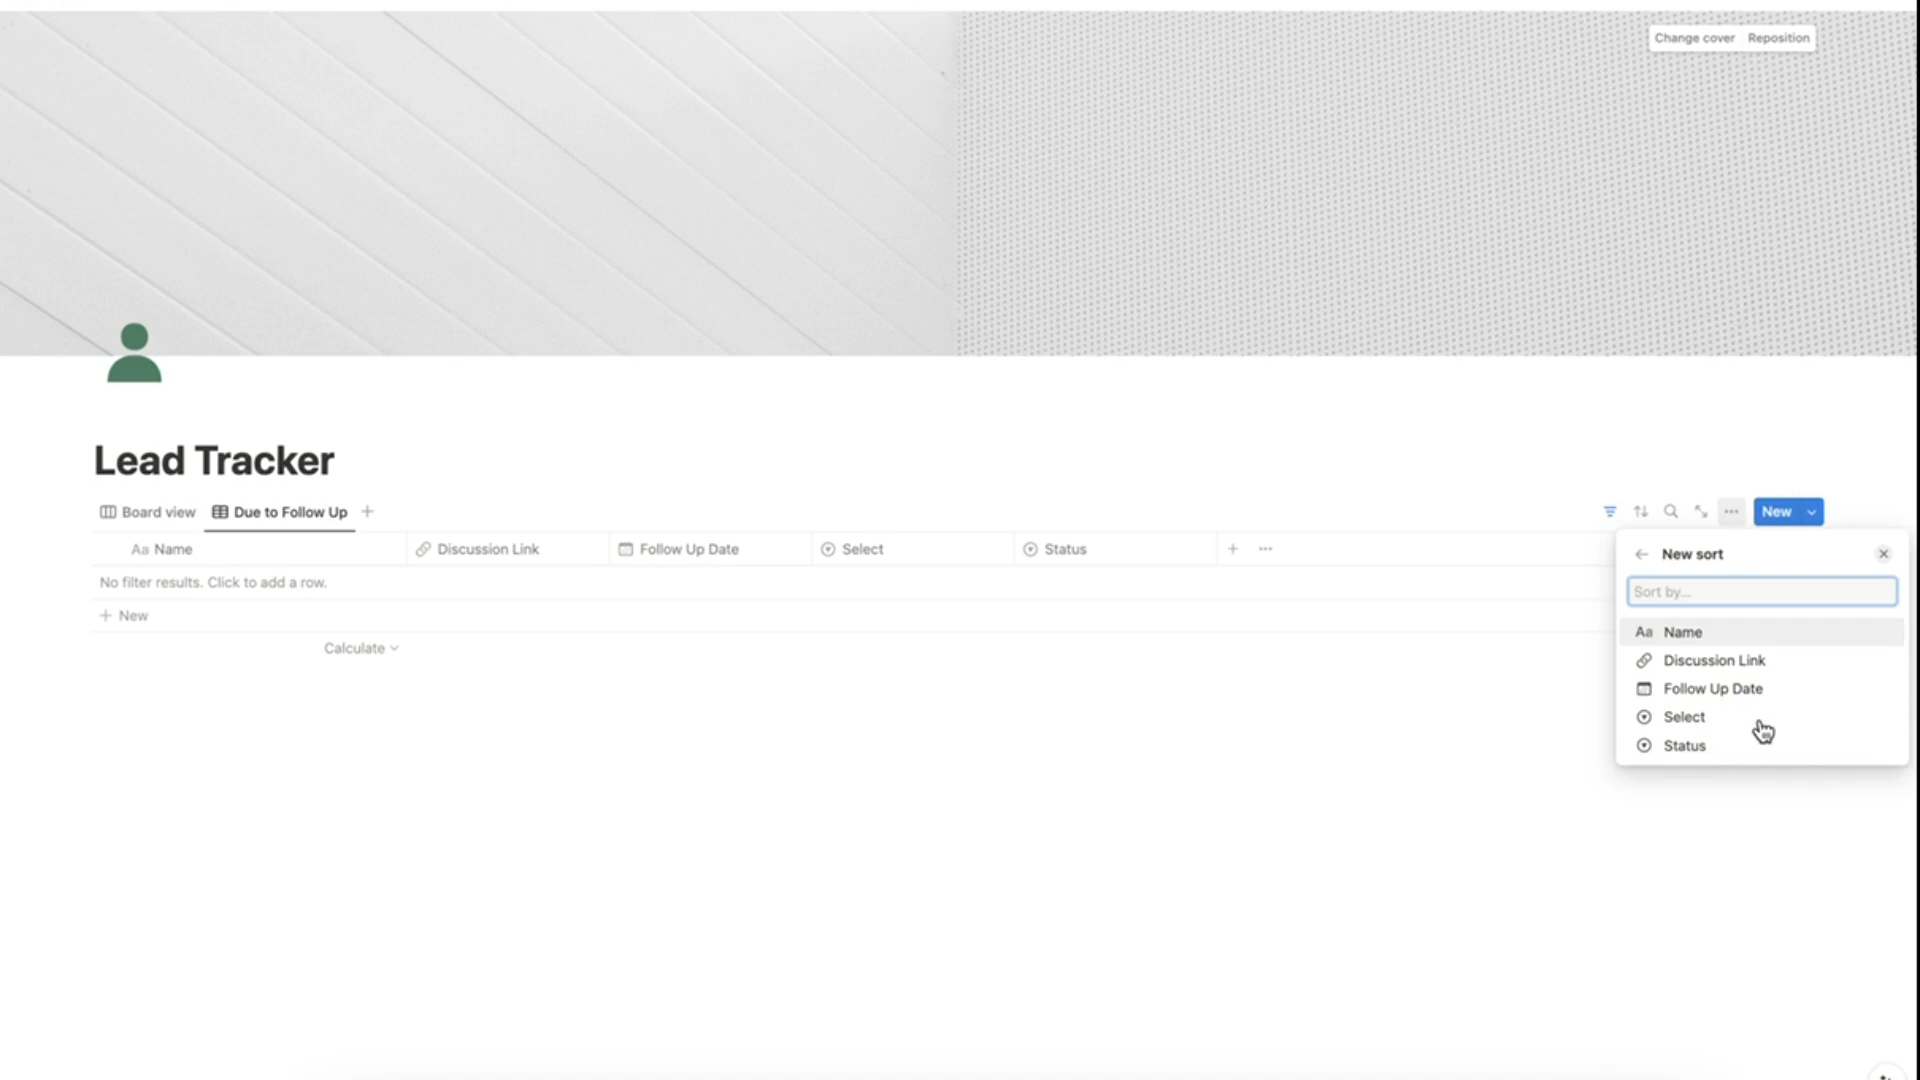 Change cover Reposition
Lead Tracker
Board view Due to Follow Up
New
Aa Name Discussion Link Follow Up Date Select Status
No filter results. Click to add a row.
New
Calculate
New sort
Sort by...
Aa Name
Discussion Link
Follow Up Date
Select
Status